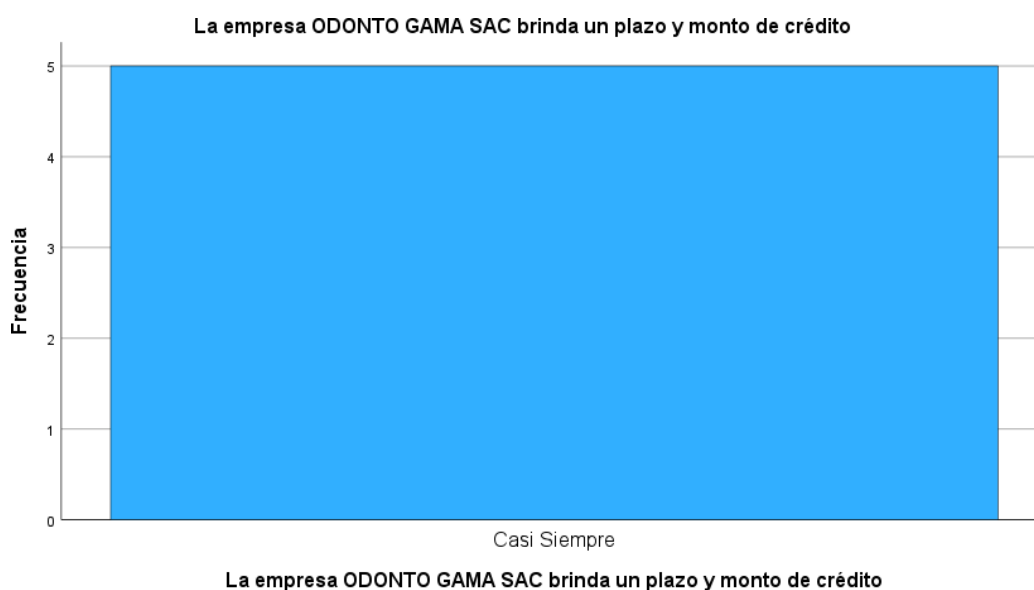 La empresa ODONTO GAMA SAC brinda un plazo y monto de crédito
5
4
3
2
1
0
Frecuencia
Casi Siempre
La empresa ODONTO GAMA SAC brinda un plazo y monto de crédito